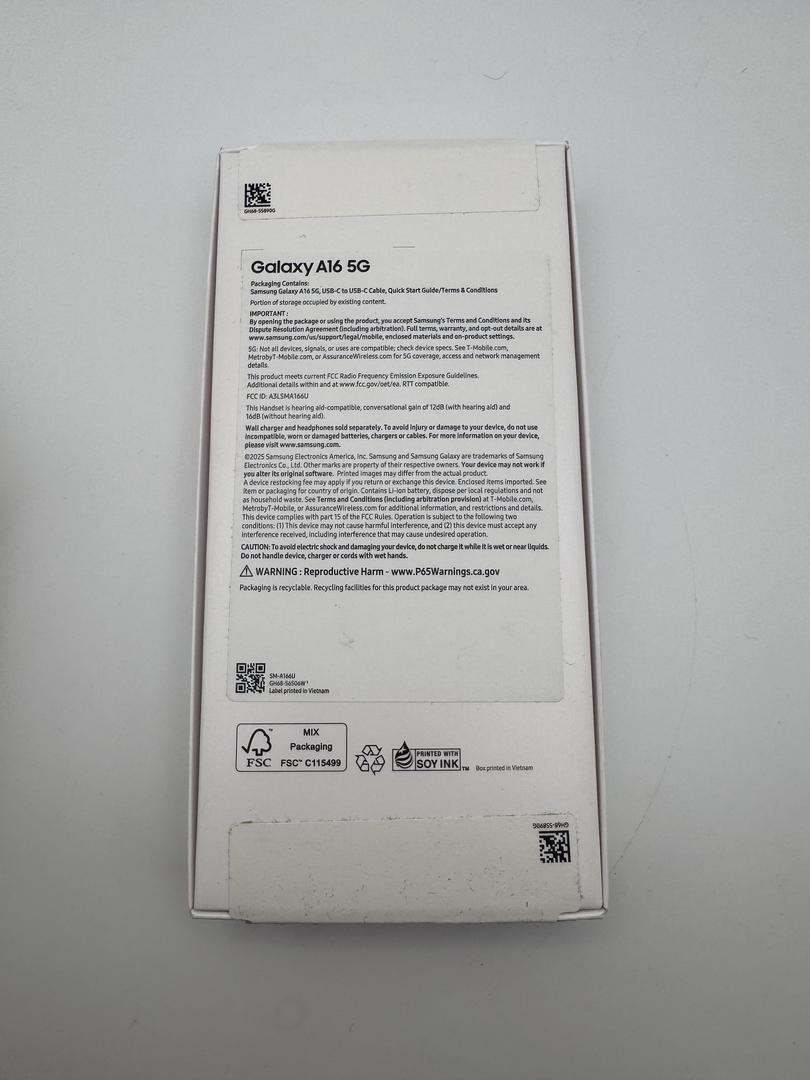 GH68-55890G
Galaxy A16 5G
Packaging Contains:
Samsung Galaxy A16 5G, USB-C to USB-C Cable, Quick Start Guide/Terms & Conditions
Portion of storage occupied by existing content.
IMPORTANT :
By opening the package or using the product, you accept Samsung's Terms and Conditions and its
Dispute Resolution Agreement (including arbitration). Full terms, warranty, and opt-out details are at
www.samsung.com/us/support/legal/mobile, enclosed materials and on-product settings.
5G: Not all devices, signals, or uses are compatible; check device specs. See T-Mobile.com,
MetrobyT-Mobile.com, or AssuranceWireless.com for 5G coverage, access and network management
details.
This product meets current FCC Radio Frequency Emission Exposure Guidelines.
Additional details within and at www.fcc.gov/oet/ea. RTT compatible.
FCC ID: A3LSMA166U
This Handset is hearing aid-compatible, conversational gain of 12dB (with hearing aid) and
16dB (without hearing aid).
Wall charger and headphones sold separately. To avoid injury or damage to your device, do not use
incompatible, worn or damaged batteries, chargers or cables. For more information on your device,
please visit www.samsung.com.
©2025 Samsung Electronics America, Inc. Samsung and Samsung Galaxy are trademarks of Samsung
Electronics Co., Ltd. Other marks are property of their respective owners. Your device may not work if
you alter its original software. Printed images may differ from the actual product.
A device restocking fee may apply if you return or exchange this device. Enclosed items imported. See
item or packaging for country of origin. Contains Li-ion battery, dispose per local regulations and not
as household waste. See Terms and Conditions (including arbitration provision) at T-Mobile.com,
MetrobyT-Mobile, or AssuranceWireless.com for additional information, and restrictions and details.
This device complies with part 15 of the FCC Rules. Operation is subject to the following two
conditions: (1) This device may not cause harmful interference, and (2) this device must accept any
interference received, including interference that may cause undesired operation.
CAUTION: To avoid electric shock and damaging your device, do not charge it while it is wet or near liquids.
Do not handle device, charger or cords with wet hands.
WARNING : Reproductive Harm - www.P65Warnings.ca.gov
Packaging is recyclable. Recycling facilities for this product package may not exist in your area.
SM-A166U
GH68-56506W
Label printed in Vietnam
FSC™
MIX
Packaging
FSC™ C115499
PRINTED WITH
SOY INK™
Box printed in Vietnam
GH68-55890G